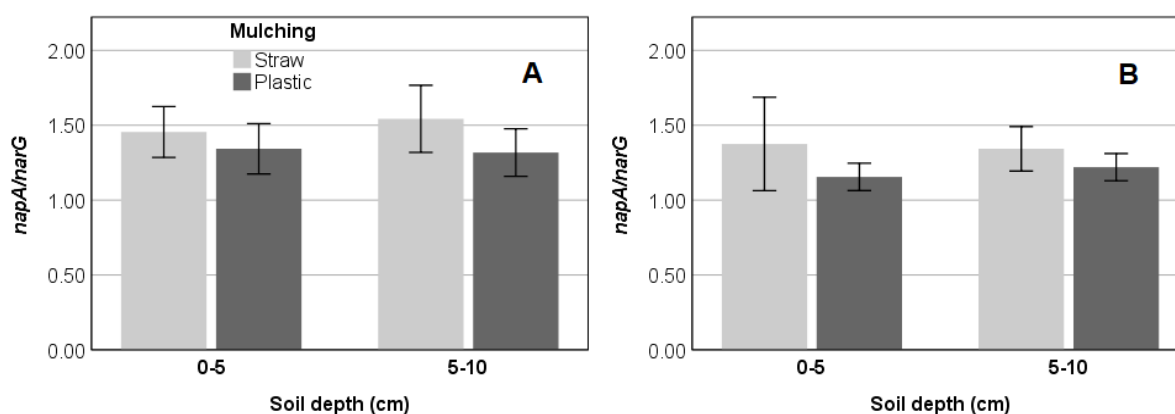 Mulching
Straw
Plastic
A
2.00
1.50
1.00
0.50
0.00
napA/narG
0-5
5-10
Soil depth (cm)
B
2.00
1.50
1.00
0.50
0.00
napA/narG
0-5
5-10
Soil depth (cm)